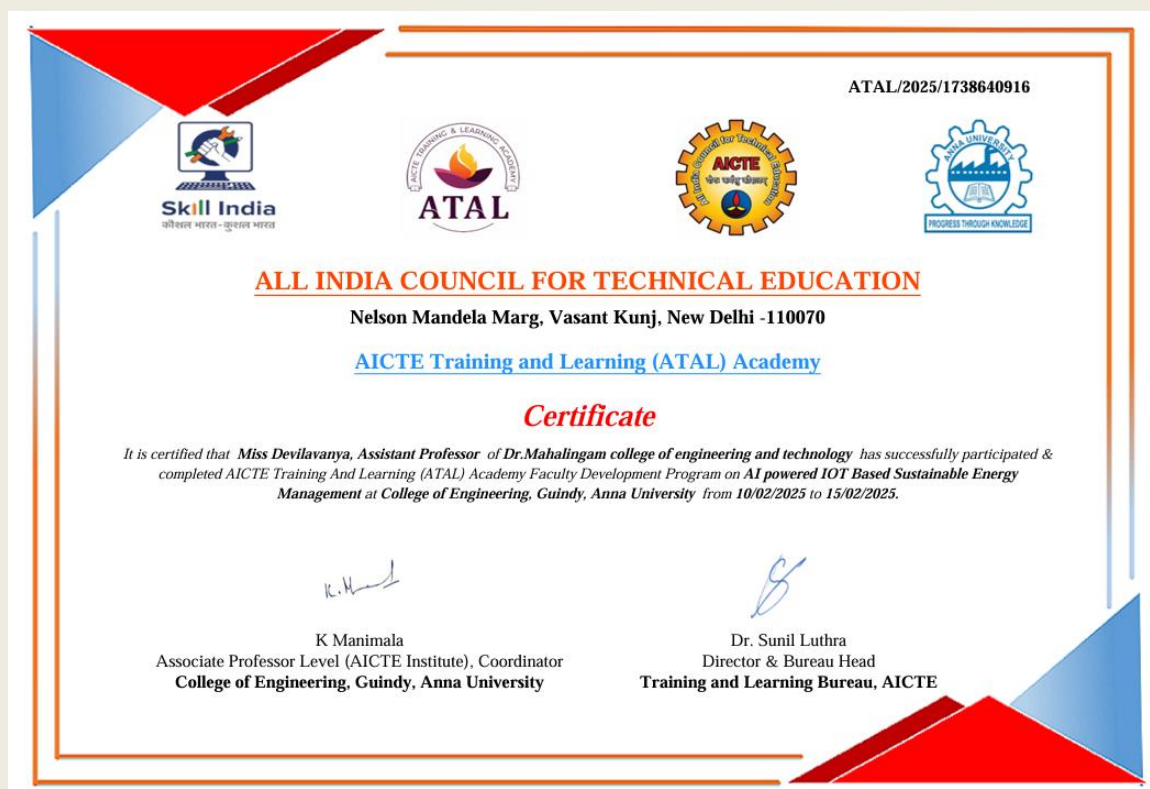 ATAL/2025/1738640916
Skill India
कौशल भारत-कुशल भारत
AICTE TRAINING & LEARNING ACADEMY
ATAL
All India Council for Technical Education
AICTE
ANNA UNIVERSITY
PROGRESS THROUGH KNOWLEDGE
ALL INDIA COUNCIL FOR TECHNICAL EDUCATION
Nelson Mandela Marg, Vasant Kunj, New Delhi -110070
AICTE Training and Learning (ATAL) Academy
Certificate
It is certified that Miss Devilavanya, Assistant Professor of Dr.Mahalingam college of engineering and technology has successfully participated &
completed AICTE Training And Learning (ATAL) Academy Faculty Development Program on AI powered IOT Based Sustainable Energy
Management at College of Engineering, Guindy, Anna University from 10/02/2025 to 15/02/2025.
K Manimala
Associate Professor Level (AICTE Institute), Coordinator
College of Engineering, Guindy, Anna University
Dr. Sunil Luthra
Director & Bureau Head
Training and Learning Bureau, AICTE